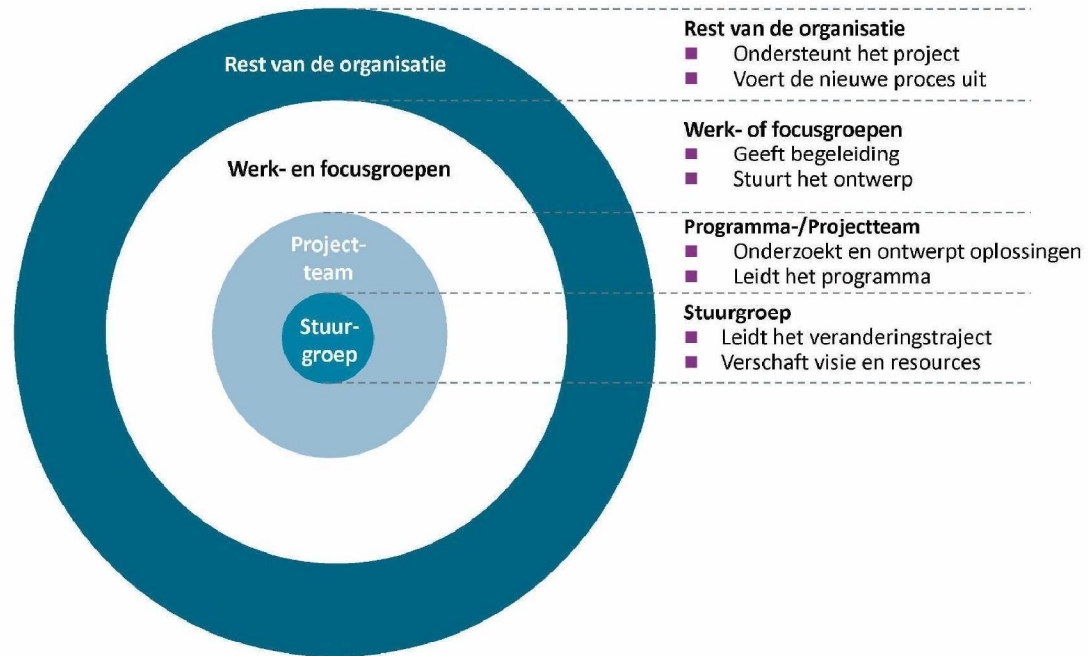 Rest van de organisatie
Werk- en focusgroepen
Project-
team
Stuur-
groep
Rest van de organisatie
Ondersteunt het project
Voert de nieuwe proces uit
Werk- of focusgroepen
Geeft begeleiding
Stuurt het ontwerp
Programma-/Projectteam
Onderzoekt en ontwerpt oplossingen
Leidt het programma
Stuurgroep
Leidt het veranderingstraject
Verschaft visie en resources